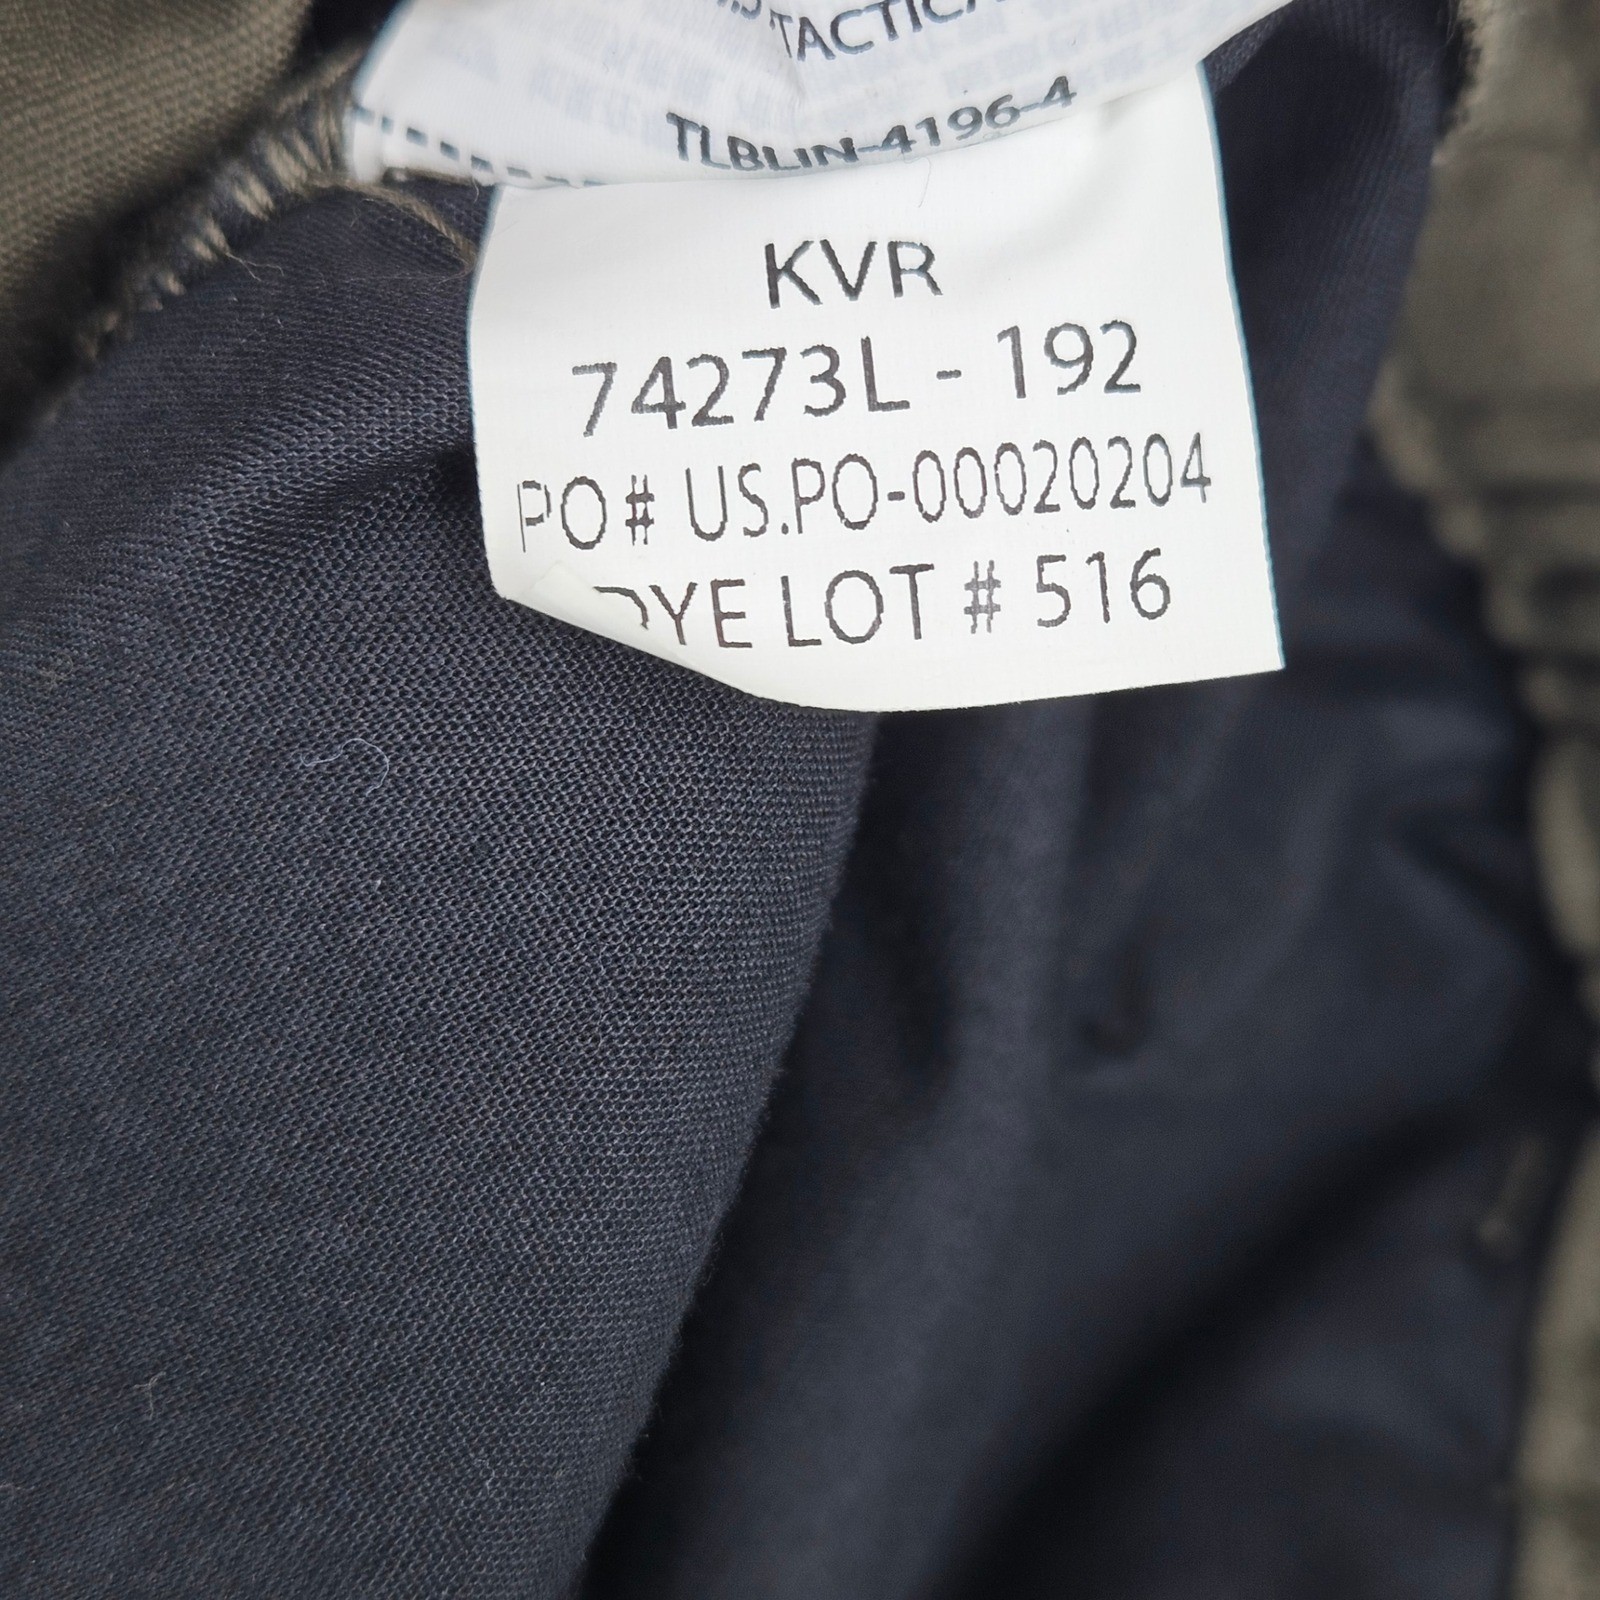 TACTICA
TLBLIN-4196-4
KVR
74273L - 192
PO# US.PO-00020204
DYE LOT # 516